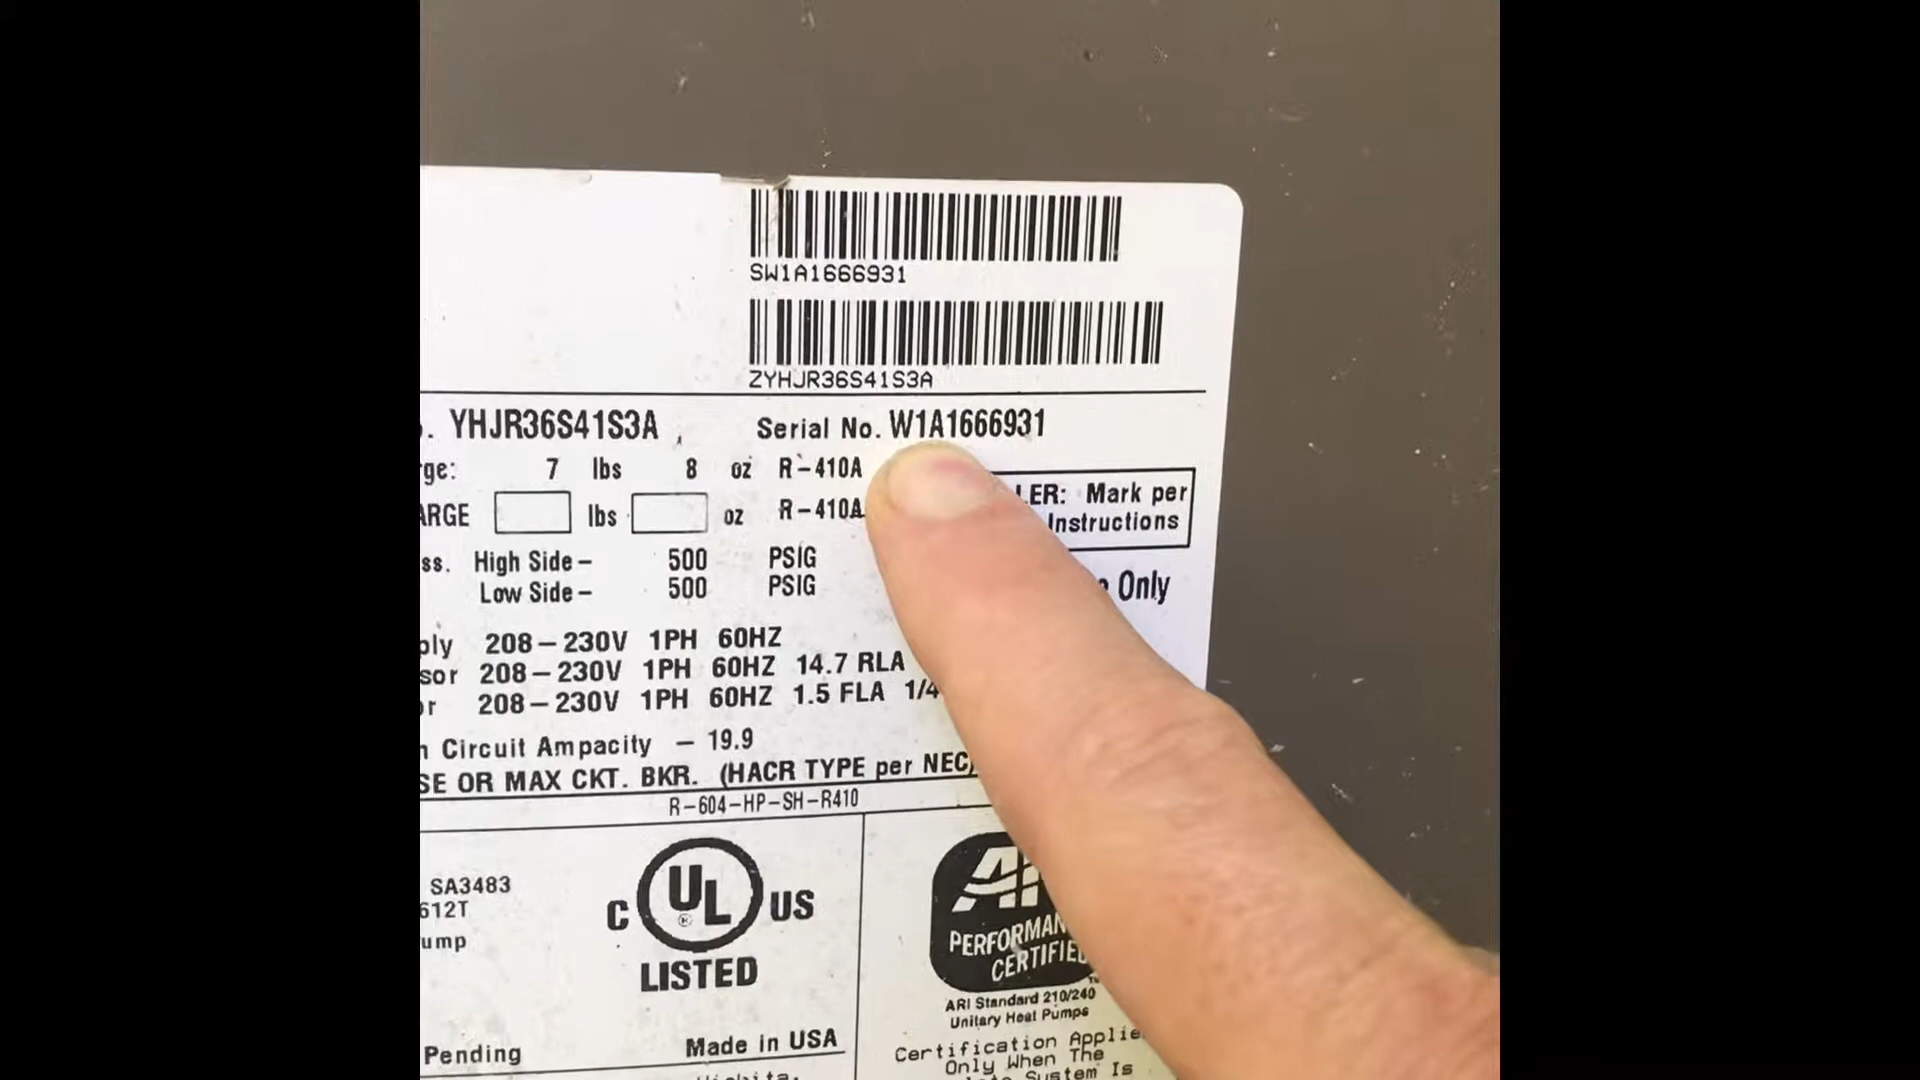 SW1A1666931
ZYHJR36S41S3A
. YHJR36S41S3A Serial No. W1A1666931
rge: 7 lbs 8 oz R-410A
ARGE lbs oz R-410A
LER: Mark per
Instructions
ss. High Side – 500 PSIG
Low Side – 500 PSIG
Only
ply 208–230V 1PH 60HZ
sor 208–230V 1PH 60HZ 14.7 RLA
r 208–230V 1PH 60HZ 1.5 FLA 1/4
n Circuit Ampacity – 19.9
SE OR MAX CKT. BKR. (HACR TYPE per NEC)
R-604-HP-SH-R410
SA3483
612T
ump
C UL ® US
LISTED
PERFORMAN
CERTIFIED
ARI Standard 210/240
Unitary Heat Pumps
Certification Applie
Only When The
System Is
Pending
Made in USA